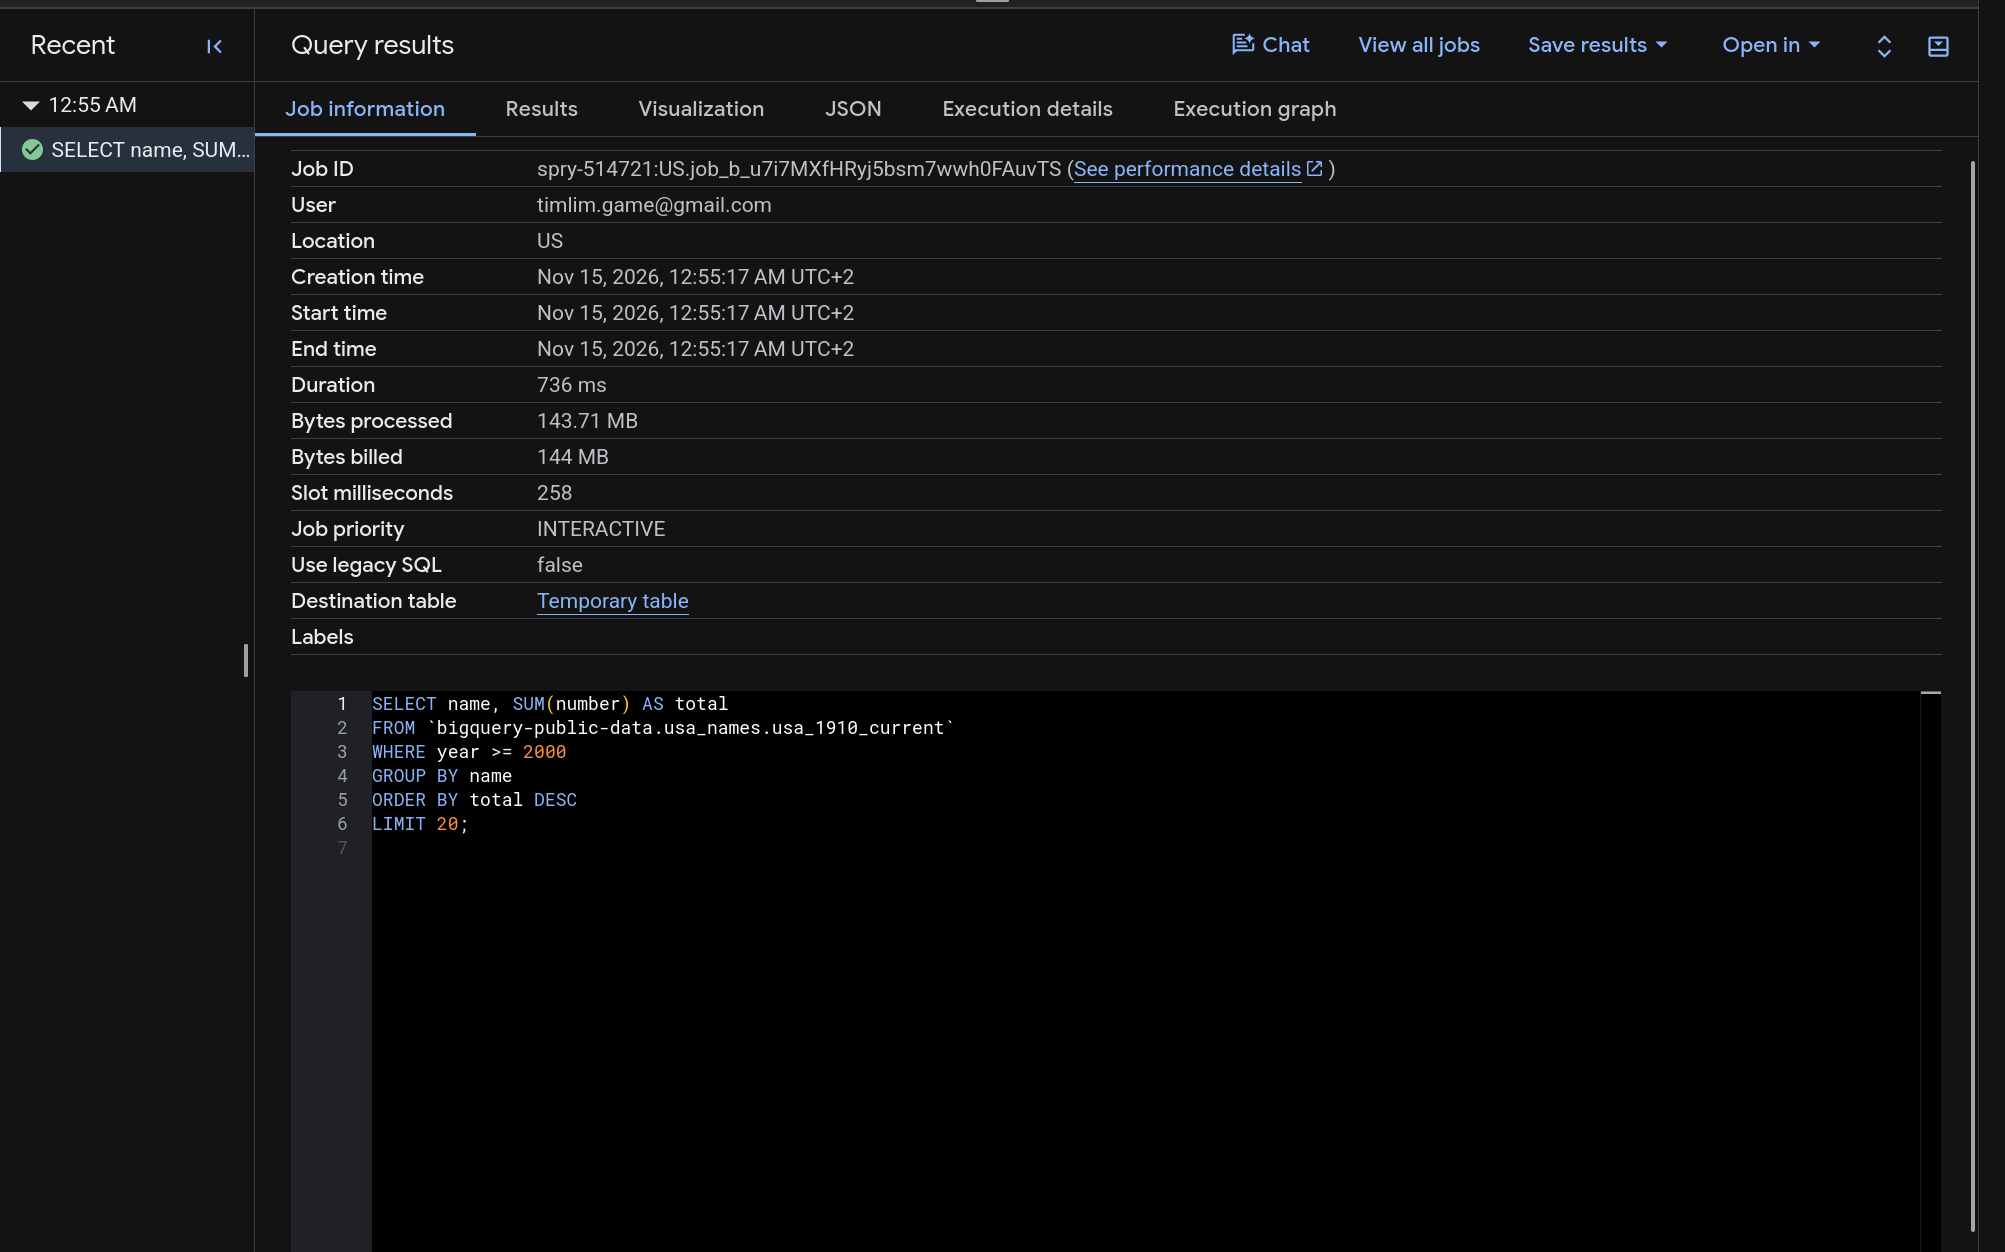 Recent
Query results
Chat
View all jobs
Save results
Open in
12:55 AM
SELECT name, SUM...
Job information
Results
Visualization
JSON
Execution details
Execution graph
Job ID spry-514721:US.job_b_u7i7MXfHRyj5bsm7wwh0FAuvTS (See performance details )
User timlim.game@gmail.com
Location US
Creation time Nov 15, 2026, 12:55:17 AM UTC+2
Start time Nov 15, 2026, 12:55:17 AM UTC+2
End time Nov 15, 2026, 12:55:17 AM UTC+2
Duration 736 ms
Bytes processed 143.71 MB
Bytes billed 144 MB
Slot milliseconds 258
Job priority INTERACTIVE
Use legacy SQL false
Destination table Temporary table
Labels
1 SELECT name, SUM(number) AS total
2 FROM `bigquery-public-data.usa_names.usa_1910_current`
3 WHERE year >= 2000
4 GROUP BY name
5 ORDER BY total DESC
6 LIMIT 20;
7